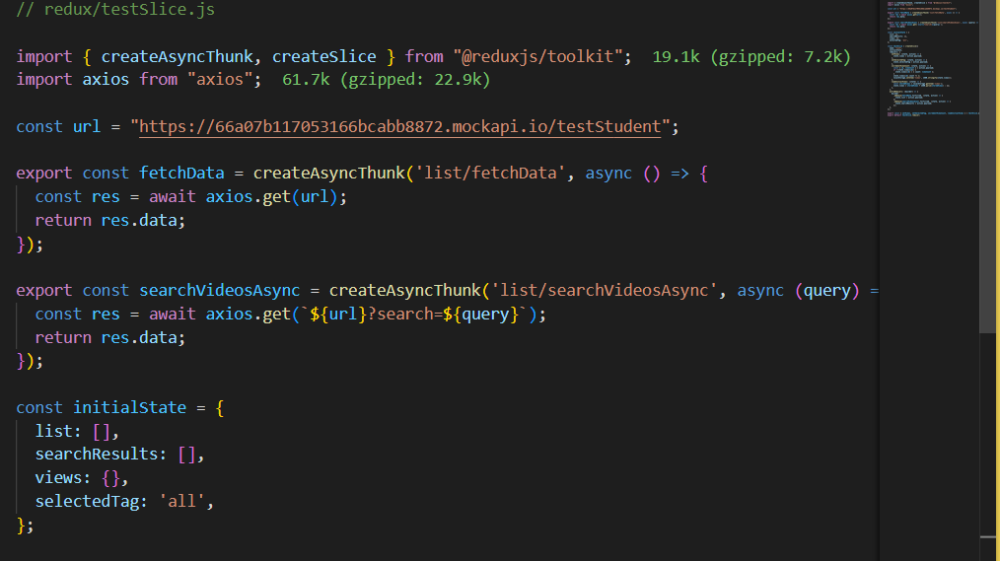 // redux/testSlice.js
import { createAsyncThunk, createSlice } from "@reduxjs/toolkit";  19.1k (gzipped: 7.2k)
import axios from "axios";  61.7k (gzipped: 22.9k)
const url = "https://66a07b117053166bcabb8872.mockapi.io/testStudent";
export const fetchData = createAsyncThunk('list/fetchData', async () => {
  const res = await axios.get(url);
  return res.data;
});
export const searchVideosAsync = createAsyncThunk('list/searchVideosAsync', async (query) =
  const res = await axios.get(`${url}?search=${query}`);
  return res.data;
});
const initialState = {
  list: [],
  searchResults: [],
  views: {},
  selectedTag: 'all',
};